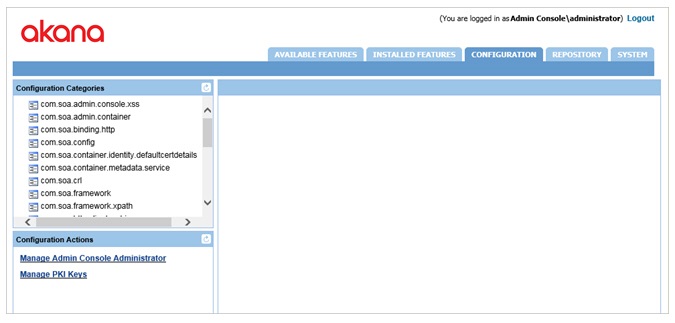 (You are logged in as Admin Console\administrator) Logout
akana
AVAILABLE FEATURES INSTALLED FEATURES CONFIGURATION REPOSITORY SYSTEM
Configuration Categories
com.soa.admin.console.xss
com.soa.admin.container
com.soa.binding.http
com.soa.config
com.soa.container.identity.defaultcertdetails
com.soa.container.metadata.service
com.soa.crl
com.soa.framework
com.soa.framework.xpath
Configuration Actions
Manage Admin Console Administrator
Manage PKI Keys